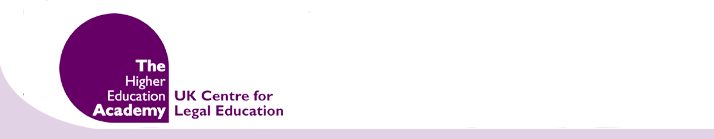 The
Higher
Education
Academy
UK Centre for
Legal Education